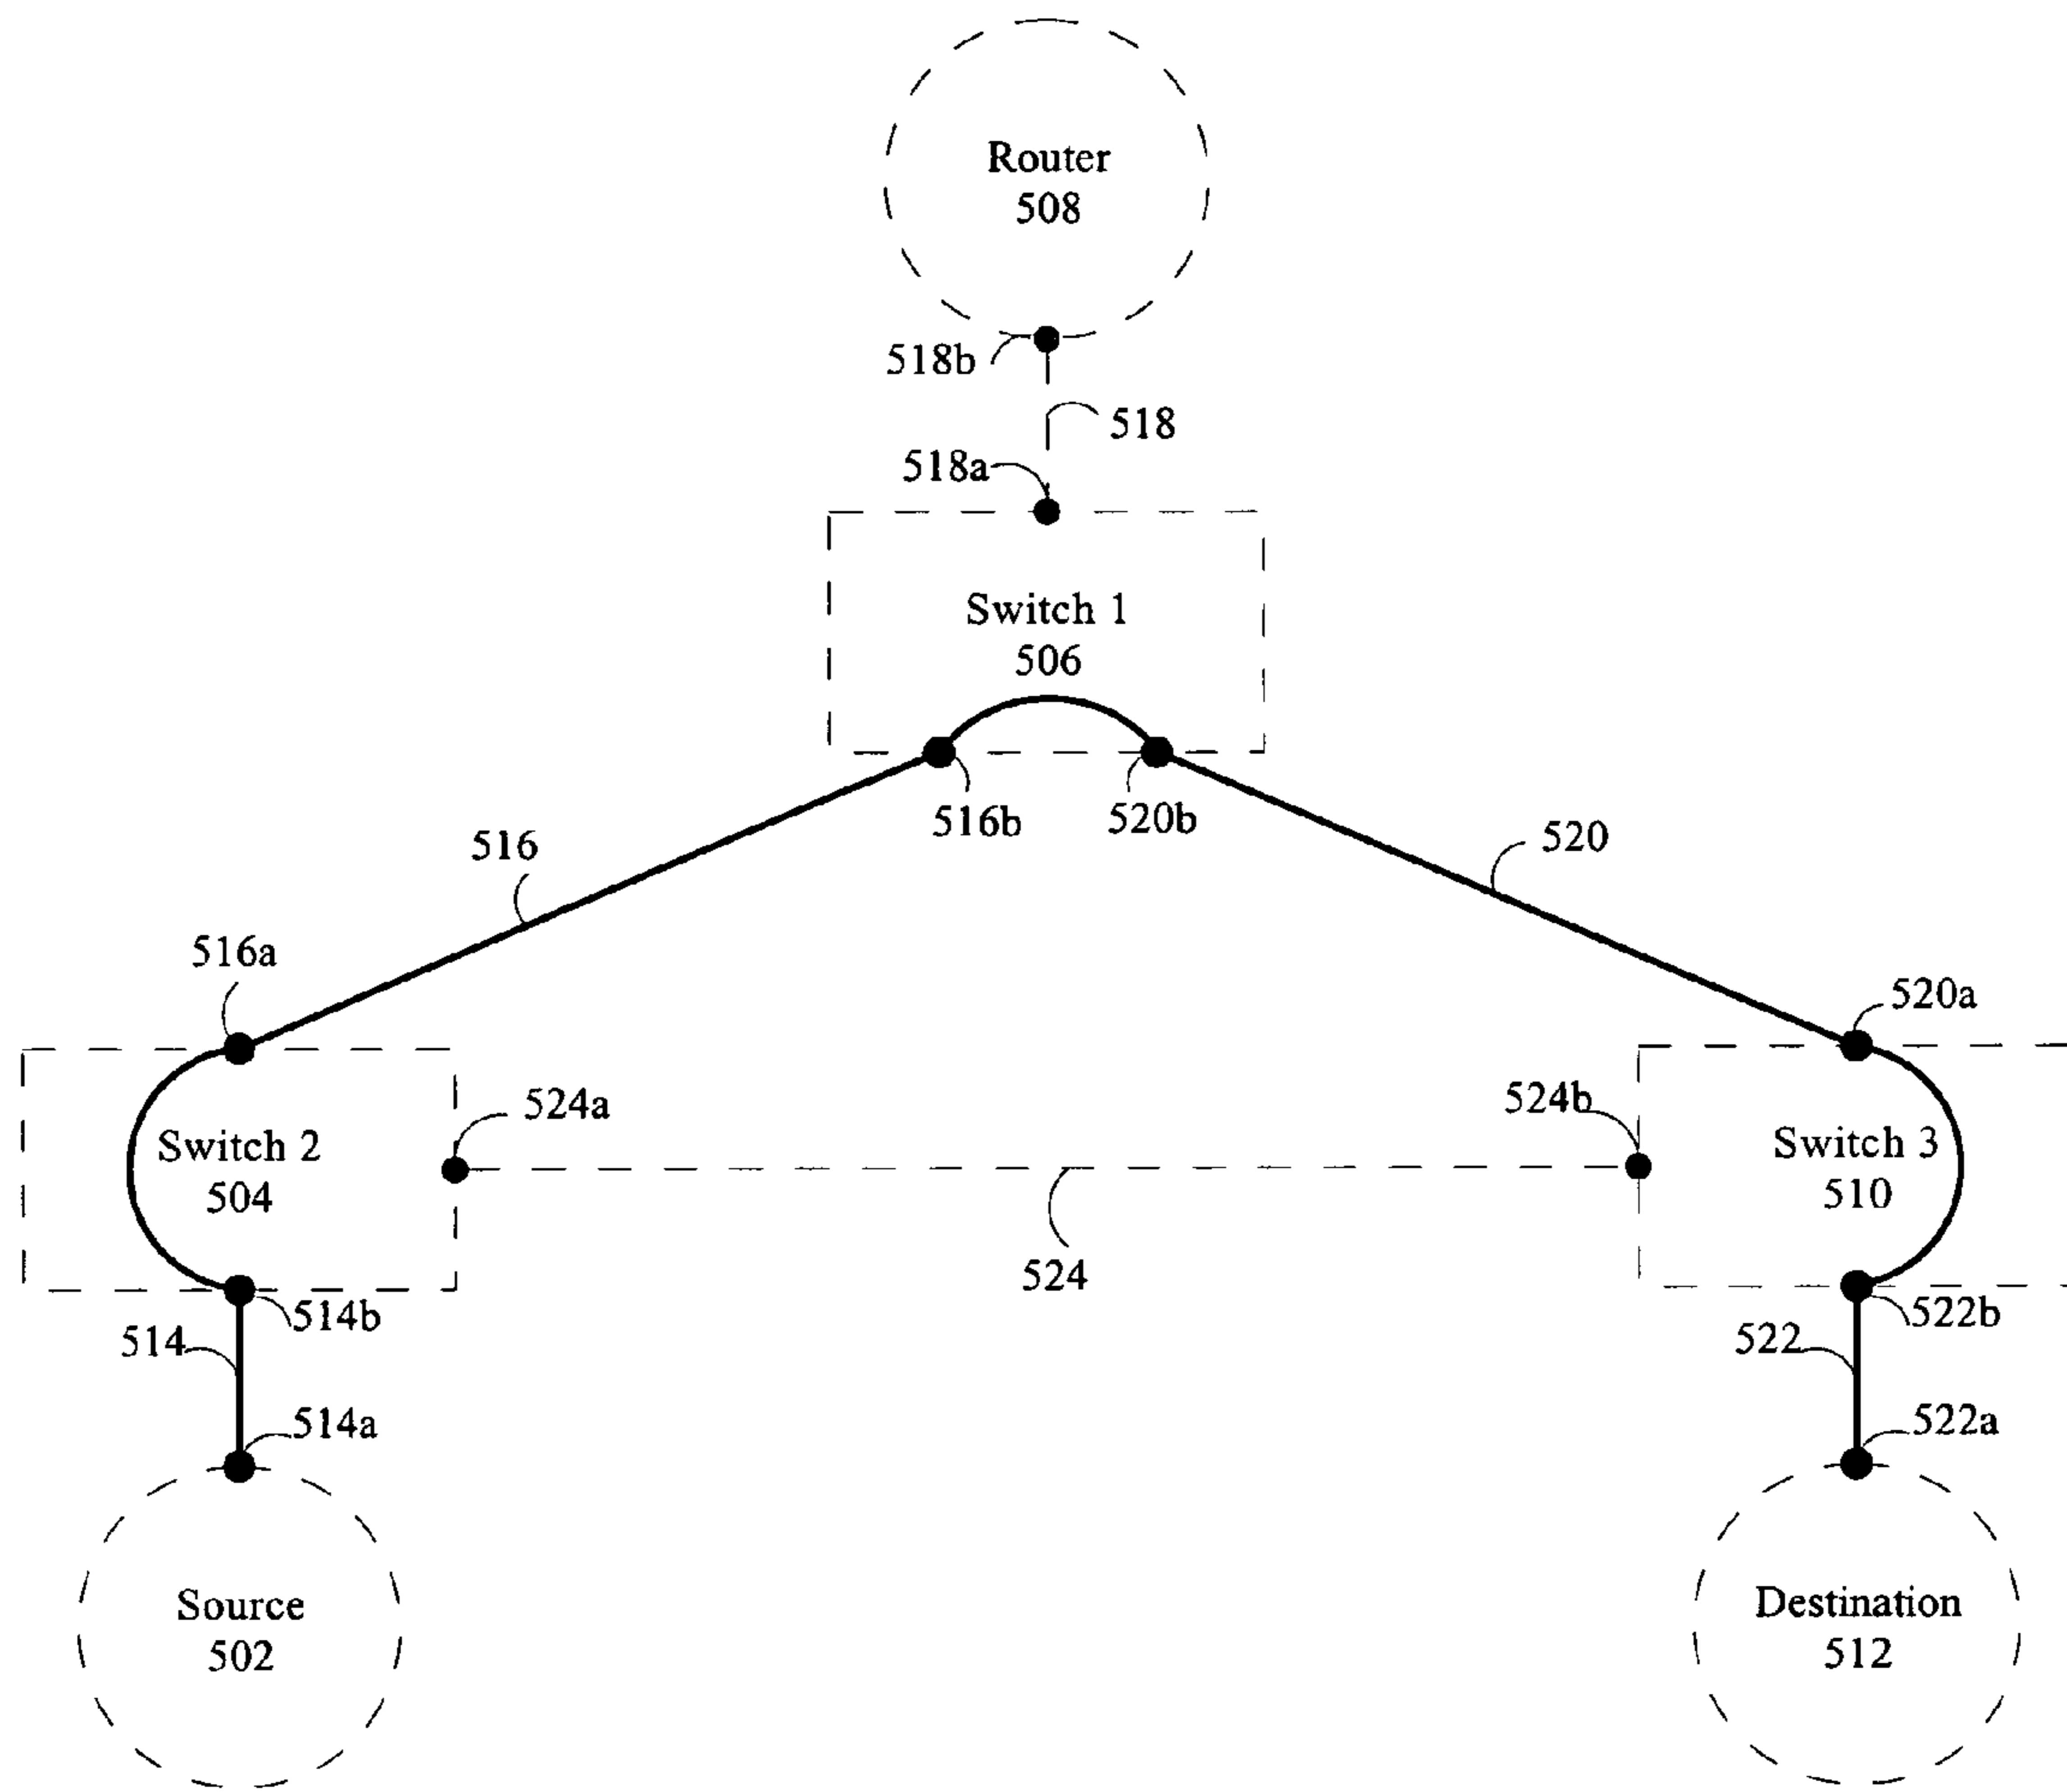 Router
508
518b
518
518a
Switch 1
506
516b
520b
516
520
516a
520a
524a
524b
Switch 2
504
Switch 3
510
524
514b
522b
514
522
514a
522a
Source
502
Destination
512